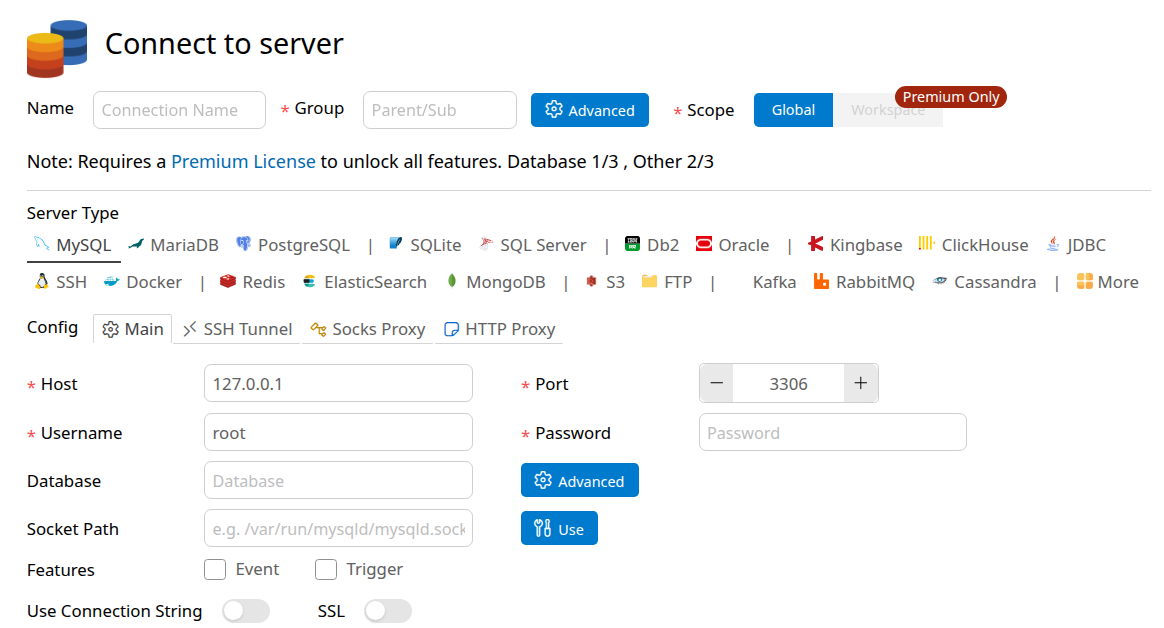 Connect to server
Name Connection Name * Group Parent/Sub Advanced * Scope Global Workspace Premium Only
Note: Requires a Premium License to unlock all features. Database 1/3 , Other 2/3
Server Type
MySQL MariaDB PostgreSQL | SQLite SQL Server | IBM DB2 Db2 Oracle | Kingbase ClickHouse JDBC
SSH Docker | Redis ElasticSearch MongoDB | S3 FTP | Kafka RabbitMQ Cassandra | More
Config Main SSH Tunnel Socks Proxy HTTP Proxy
* Host 127.0.0.1 * Port − 3306 +
* Username root * Password Password
Database Database Advanced
Socket Path e.g. /var/run/mysqld/mysqld.sock Use
Features Event Trigger
Use Connection String SSL